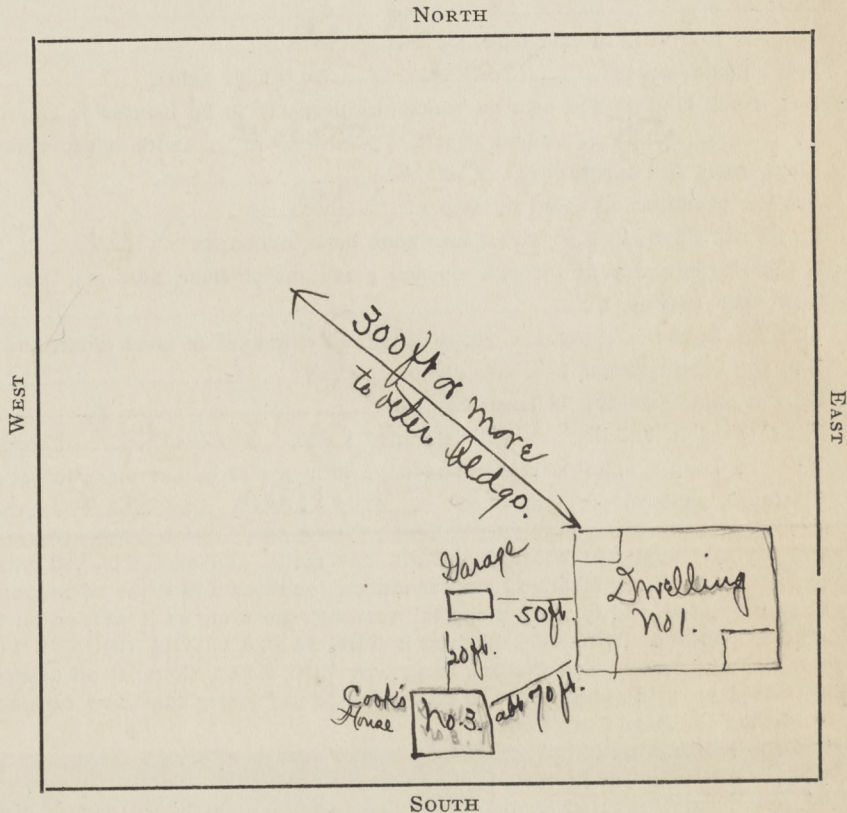 NORTH
WEST
EAST
300 ft or more
to other bldgs.
Garage
50 ft.
Dwelling
No 1.
20 ft.
Cook's
House
No. 3.
abt 70 ft.
SOUTH